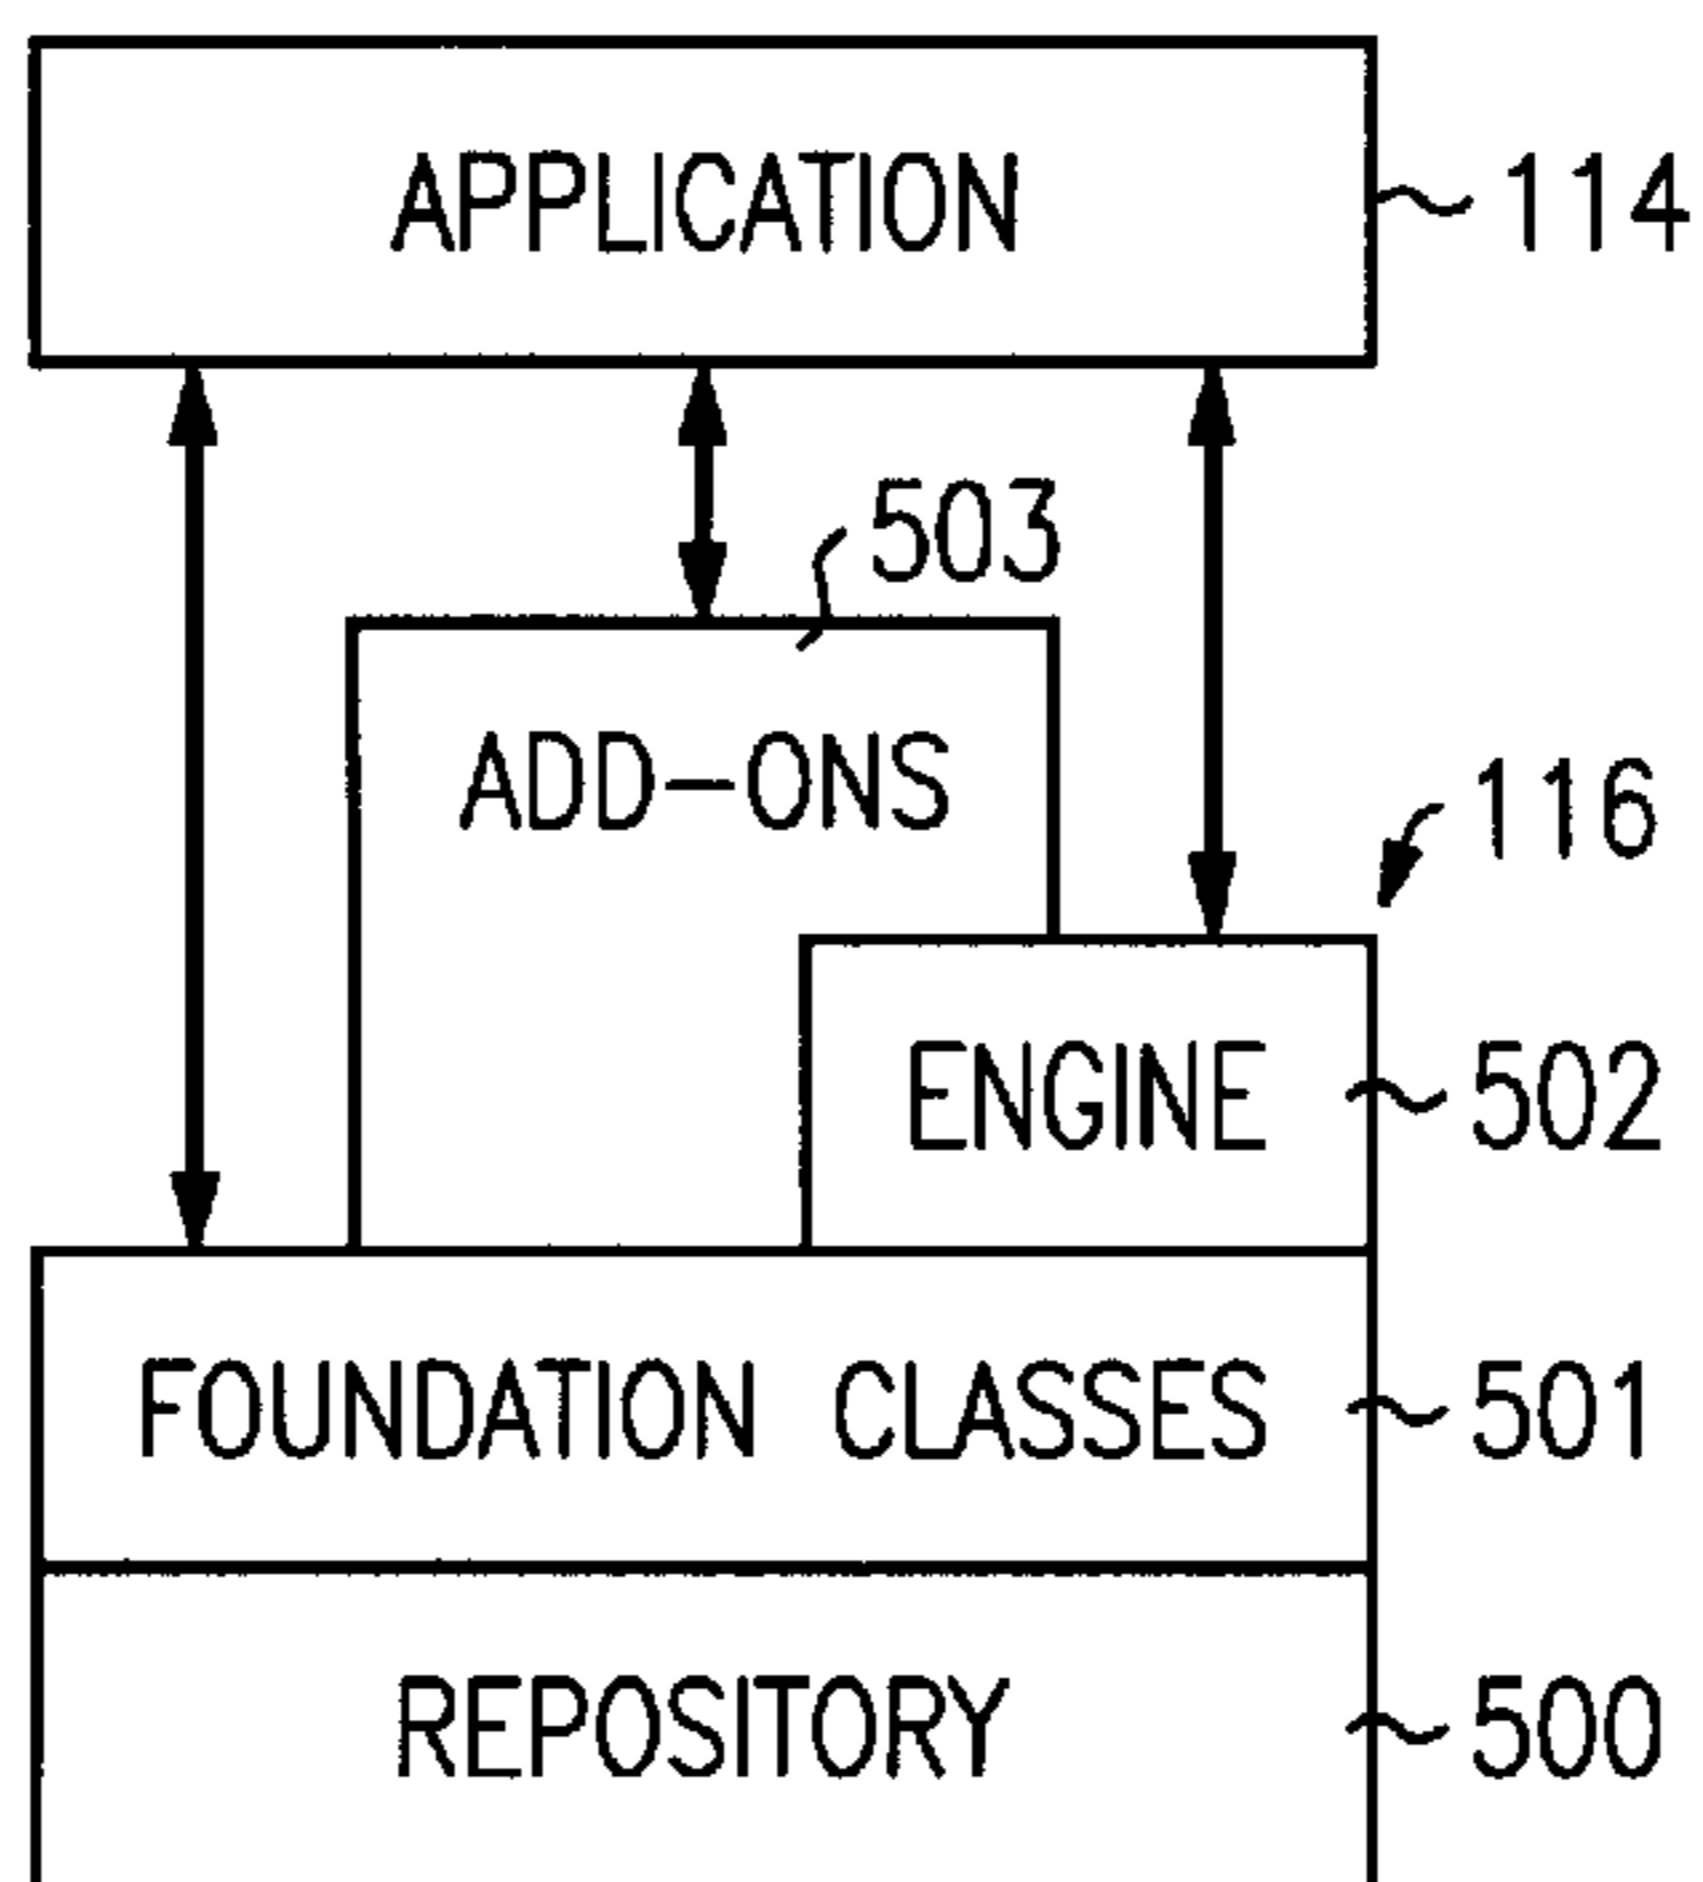 APPLICATION 114
503
ADD-ONS
116
ENGINE 502
FOUNDATION CLASSES 501
REPOSITORY 500